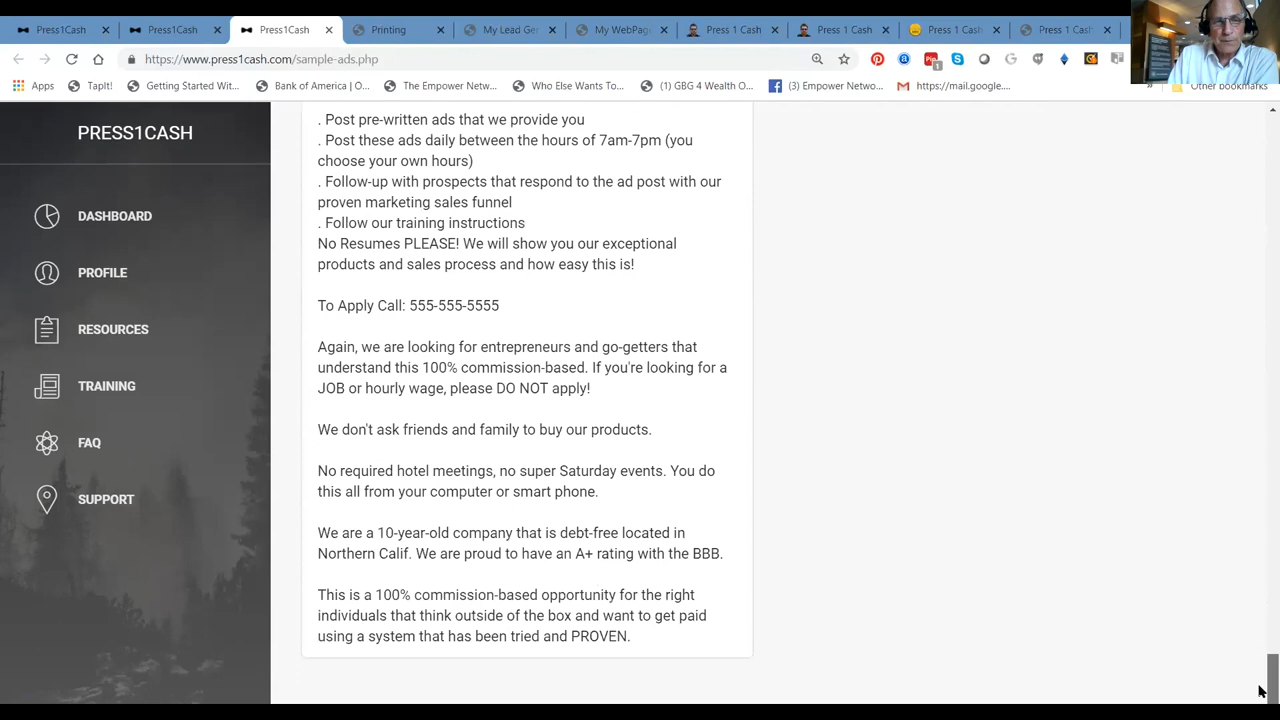 Press1Cash
Press1Cash
Press1Cash
Printing
My Lead Ger
My WebPage
Press 1 Cash
Press 1 Cash
Press 1 Cash
Press 1 Cash
https://www.press1cash.com/sample-ads.php
Apps
TapIt!
Getting Started Wit...
Bank of America | O...
The Empower Netw...
Who Else Wants To...
(1) GBG 4 Wealth O...
(3) Empower Netwo...
https://mail.google....
Other bookmarks
PRESS1CASH
DASHBOARD
PROFILE
RESOURCES
TRAINING
FAQ
SUPPORT
. Post pre-written ads that we provide you
. Post these ads daily between the hours of 7am-7pm (you
choose your own hours)
. Follow-up with prospects that respond to the ad post with our
proven marketing sales funnel
. Follow our training instructions
No Resumes PLEASE! We will show you our exceptional
products and sales process and how easy this is!
To Apply Call: 555-555-5555
Again, we are looking for entrepreneurs and go-getters that
understand this 100% commission-based. If you're looking for a
JOB or hourly wage, please DO NOT apply!
We don't ask friends and family to buy our products.
No required hotel meetings, no super Saturday events. You do
this all from your computer or smart phone.
We are a 10-year-old company that is debt-free located in
Northern Calif. We are proud to have an A+ rating with the BBB.
This is a 100% commission-based opportunity for the right
individuals that think outside of the box and want to get paid
using a system that has been tried and PROVEN.